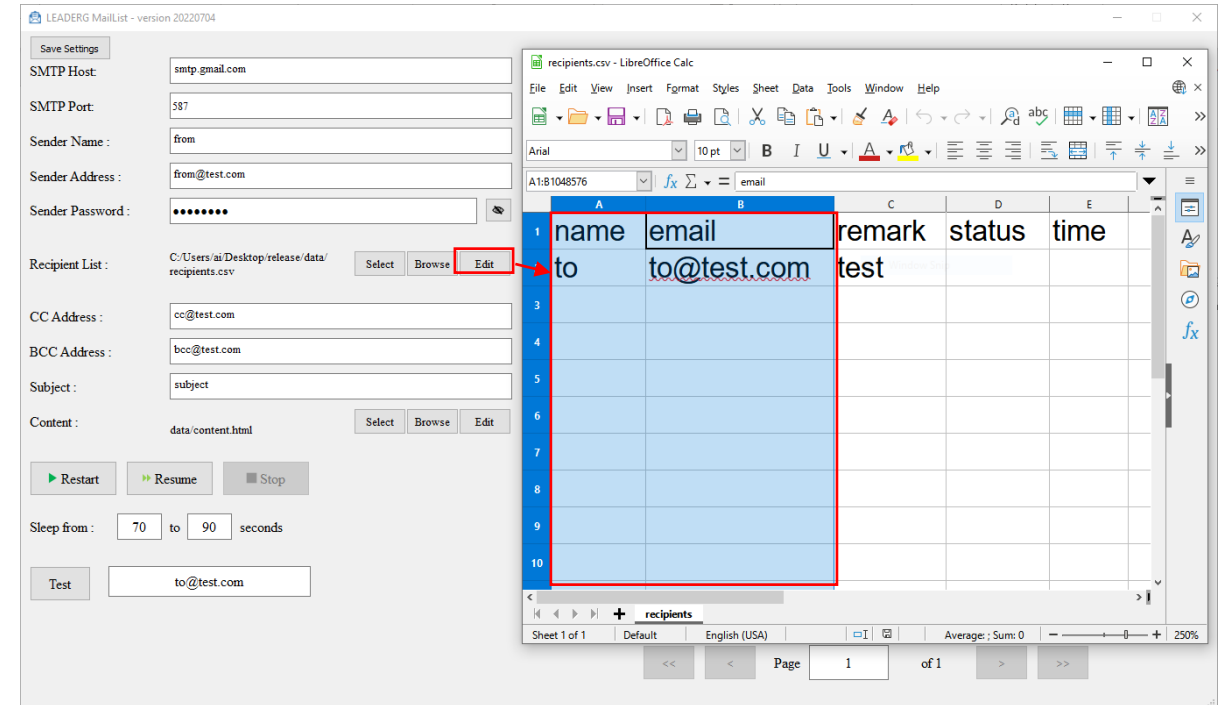 LEADERG MailList - version 20220704
Save Settings
SMTP Host:
smtp.gmail.com
SMTP Port:
587
Sender Name :
from
Sender Address :
from@test.com
Sender Password :
●●●●●●●●
Recipient List :
C:/Users/ai/Desktop/release/data/
recipients.csv
Select Browse Edit
CC Address :
cc@test.com
BCC Address :
bcc@test.com
Subject :
subject
Content :
data/content.html
Select Browse Edit
Restart Resume Stop
Sleep from : 70 to 90 seconds
Test to@test.com
recipients.csv - LibreOffice Calc
File Edit View Insert Format Styles Sheet Data Tools Window Help
Arial 10 pt B I U A
A1:B1048576 fx Σ = email
A B C D E
1 name email remark status time
to to@test.com test
3
4
5
6
7
8
9
10
recipients
Sheet 1 of 1 Default English (USA) Average: ; Sum: 0 250%
<< < Page 1 of 1 > >>